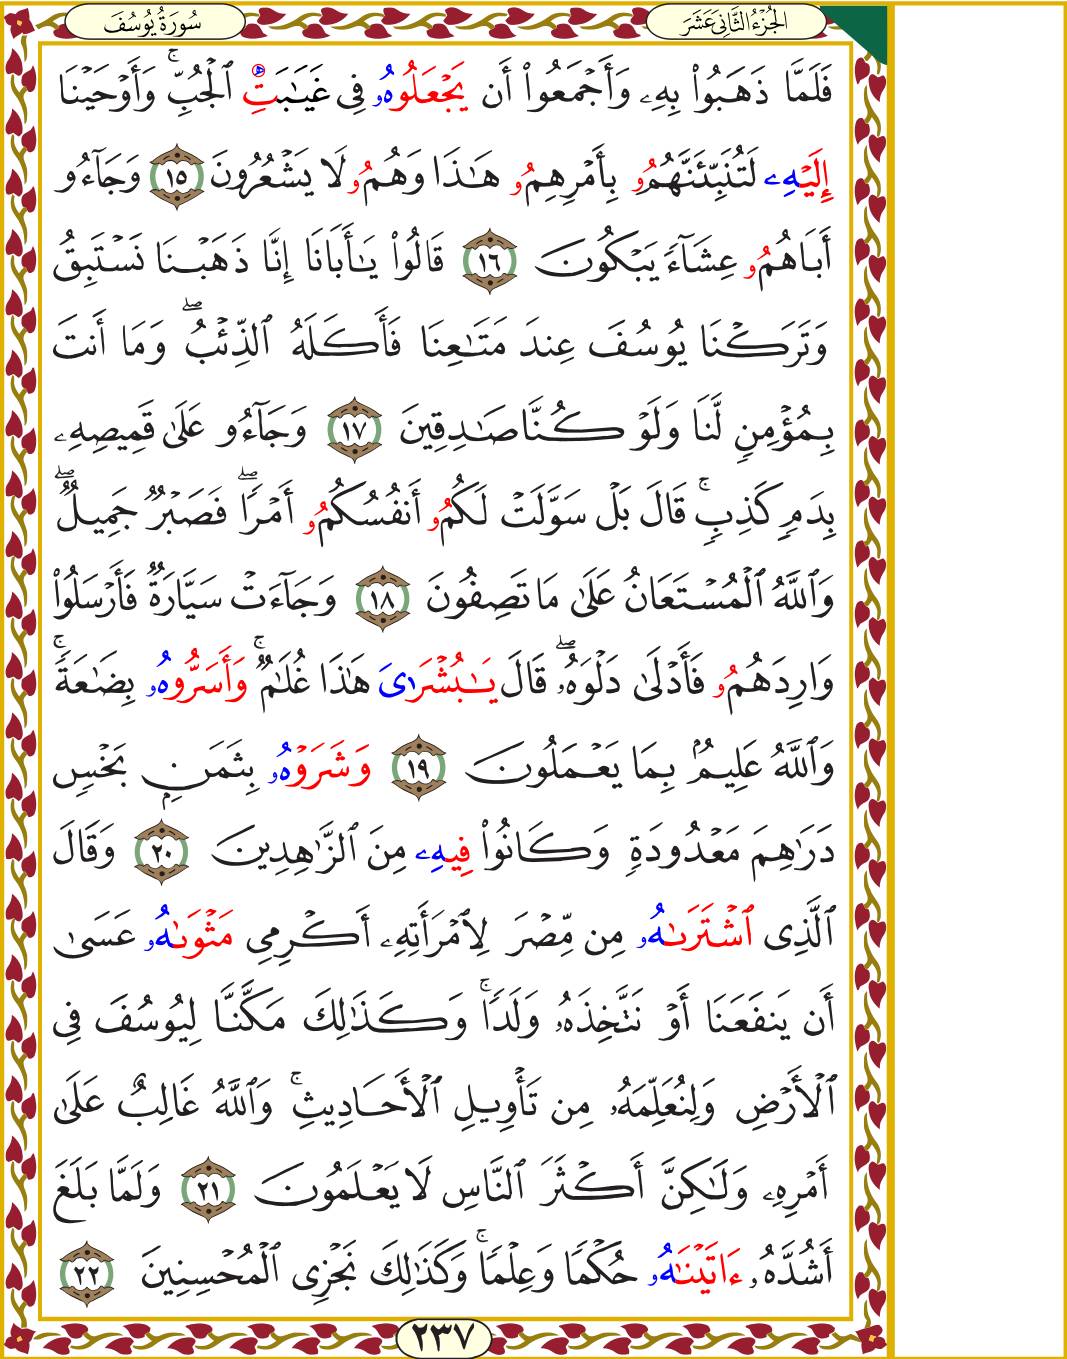 سُورَةُ يُوسُفَ
الجُزْءُ الثَّانِي عَشَرَ
فَلَمَّا ذَهَبُوا۟ بِهِۦ وَأَجْمَعُوٓا۟ أَن يَجْعَلُوهُۥ فِى غَيَٰبَتِ ٱلْجُبِّ ۚ وَأَوْحَيْنَا
إِلَيْهِۦ لَتُنَبِّئَنَّهُمُۥ بِأَمْرِهِمُۥ هَٰذَا وَهُمُۥ لَا يَشْعُرُونَ ١٥ وَجَآءُو
أَبَاهُمُۥ عِشَآءً يَبْكُونَ ١٦ قَالُوا۟ يَٰأَبَانَا إِنَّا ذَهَبْنَا نَسْتَبِقُ
وَتَرَكْنَا يُوسُفَ عِندَ مَتَٰعِنَا فَأَكَلَهُ ٱلذِّئْبُ ۖ وَمَا أَنتَ
بِمُؤْمِنٍ لَّنَا وَلَوْ كُنَّا صَٰدِقِينَ ١٧ وَجَآءُو عَلَىٰ قَمِيصِهِۦ
بِدَمٍ كَذِبٍ ۚ قَالَ بَلْ سَوَّلَتْ لَكُمُۥ أَنفُسُكُمُۥ أَمْرًا ۖ فَصَبْرٌ جَمِيلٌ ۖ
وَٱللَّهُ ٱلْمُسْتَعَانُ عَلَىٰ مَا تَصِفُونَ ١٨ وَجَآءَتْ سَيَّارَةٌ فَأَرْسَلُوا۟
وَارِدَهُمُۥ فَأَدْلَىٰ دَلْوَهُۥ ۖ قَالَ يَٰبُشْرَاىَ هَٰذَا غُلَٰمٌ ۚ وَأَسَرُّوهُۥ بِضَٰعَةً ۚ
وَٱللَّهُ عَلِيمٌۢ بِمَا يَعْمَلُونَ ١٩ وَشَرَوْهُۥ بِثَمَنٍۭ بَخْسٍ
دَرَٰهِمَ مَعْدُودَةٍ وَكَانُوا۟ فِيهِۦ مِنَ ٱلزَّٰهِدِينَ ٢٠ وَقَالَ
ٱلَّذِى ٱشْتَرَىٰهُۥ مِن مِّصْرَ لِٱمْرَأَتِهِۦ أَكْرِمِى مَثْوَىٰهُۥ عَسَىٰ
أَن يَنفَعَنَا أَوْ نَتَّخِذَهُۥ وَلَدًا ۚ وَكَذَٰلِكَ مَكَّنَّا لِيُوسُفَ فِى
ٱلْأَرْضِ وَلِنُعَلِّمَهُۥ مِن تَأْوِيلِ ٱلْأَحَادِيثِ ۚ وَٱللَّهُ غَالِبٌ عَلَىٰ
أَمْرِهِۦ وَلَٰكِنَّ أَكْثَرَ ٱلنَّاسِ لَا يَعْلَمُونَ ٢١ وَلَمَّا بَلَغَ
أَشُدَّهُۥ ءَاتَيْنَٰهُۥ حُكْمًا وَعِلْمًا ۚ وَكَذَٰلِكَ نَجْزِى ٱلْمُحْسِنِينَ ٢٢
٢٣٧